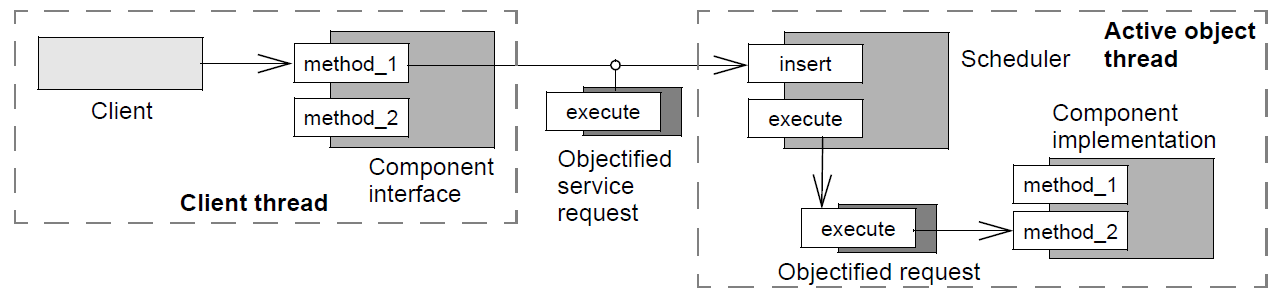 Client
method_1
method_2
Component
interface
Client thread
execute
Objectified
service
request
insert
execute
Scheduler
Active object
thread
Component
implementation
method_1
method_2
execute
Objectified request